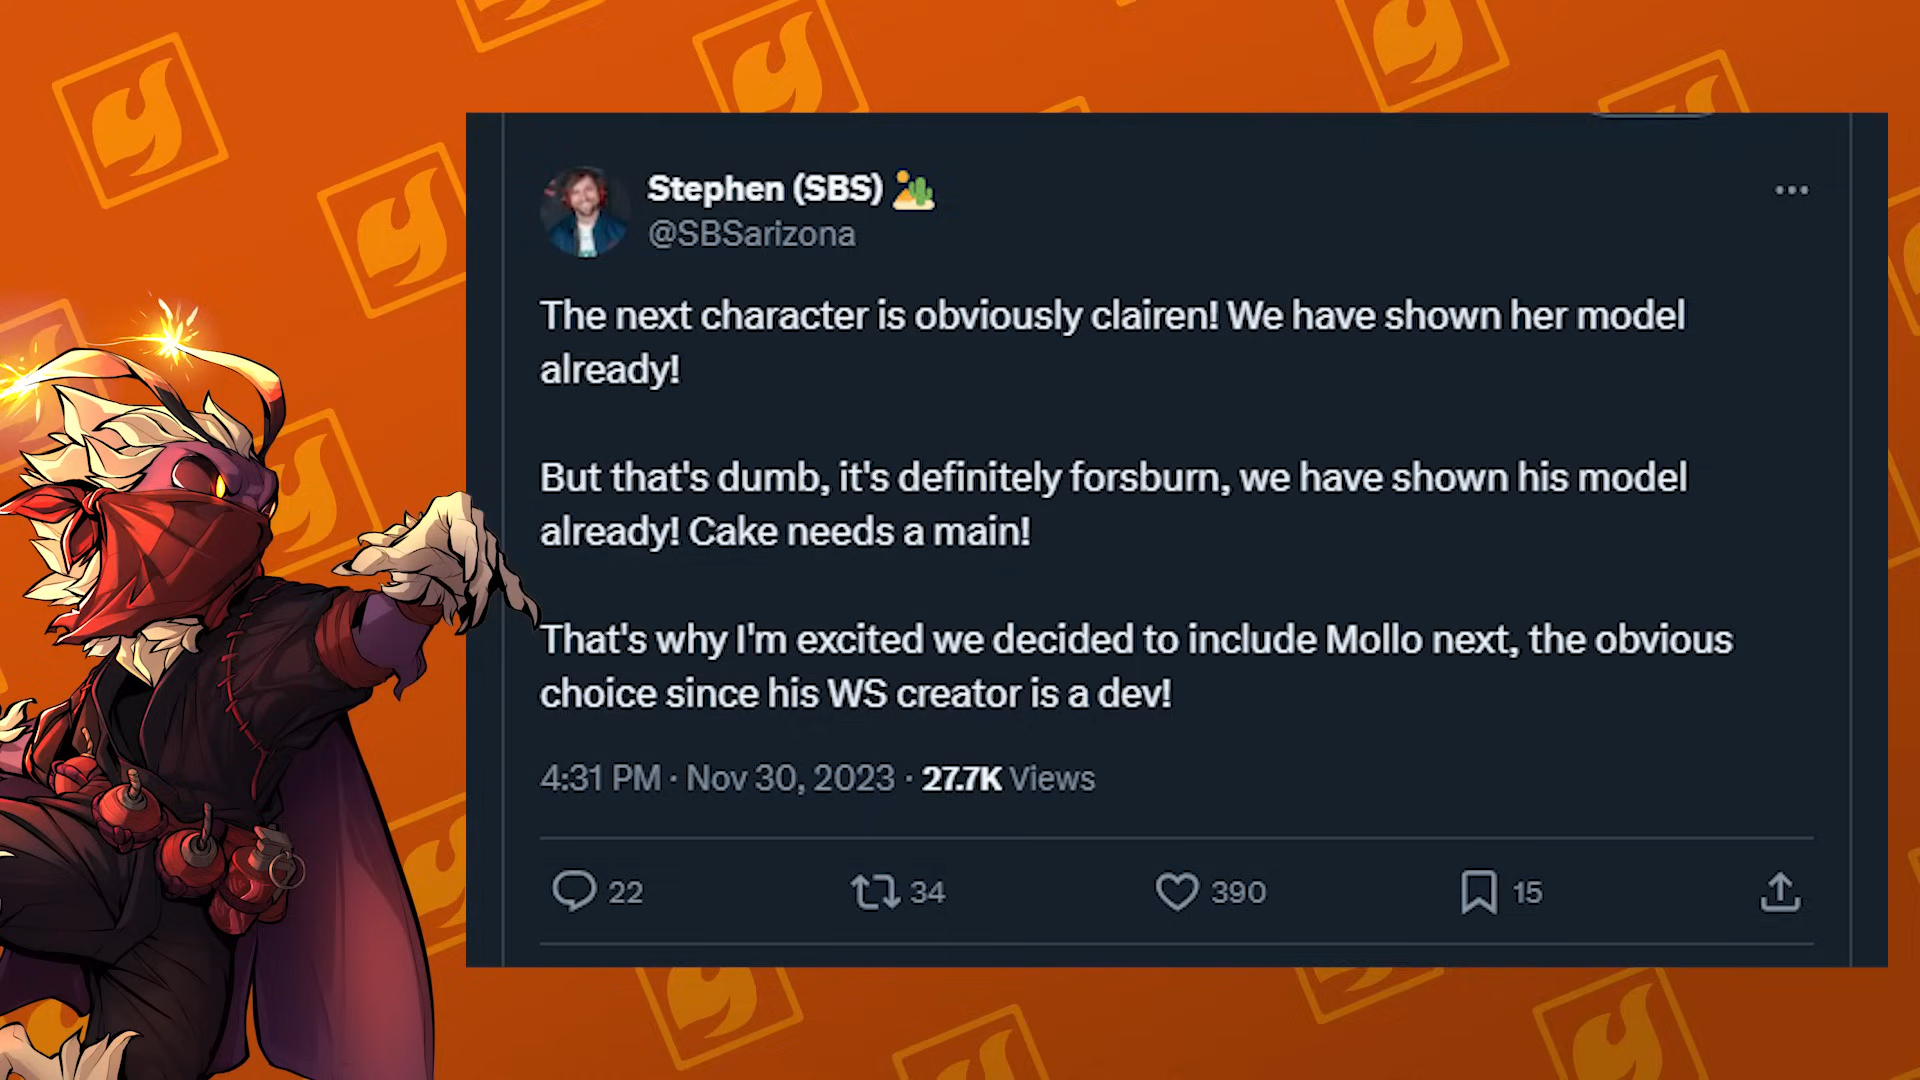 Stephen (SBS) 🏜️
@SBSarizona
The next character is obviously clairen! We have shown her model
already!
But that's dumb, it's definitely forsburn, we have shown his model
already! Cake needs a main!
That's why I'm excited we decided to include Mollo next, the obvious
choice since his WS creator is a dev!
4:31 PM · Nov 30, 2023 · 27.7K Views
22 34 390 15